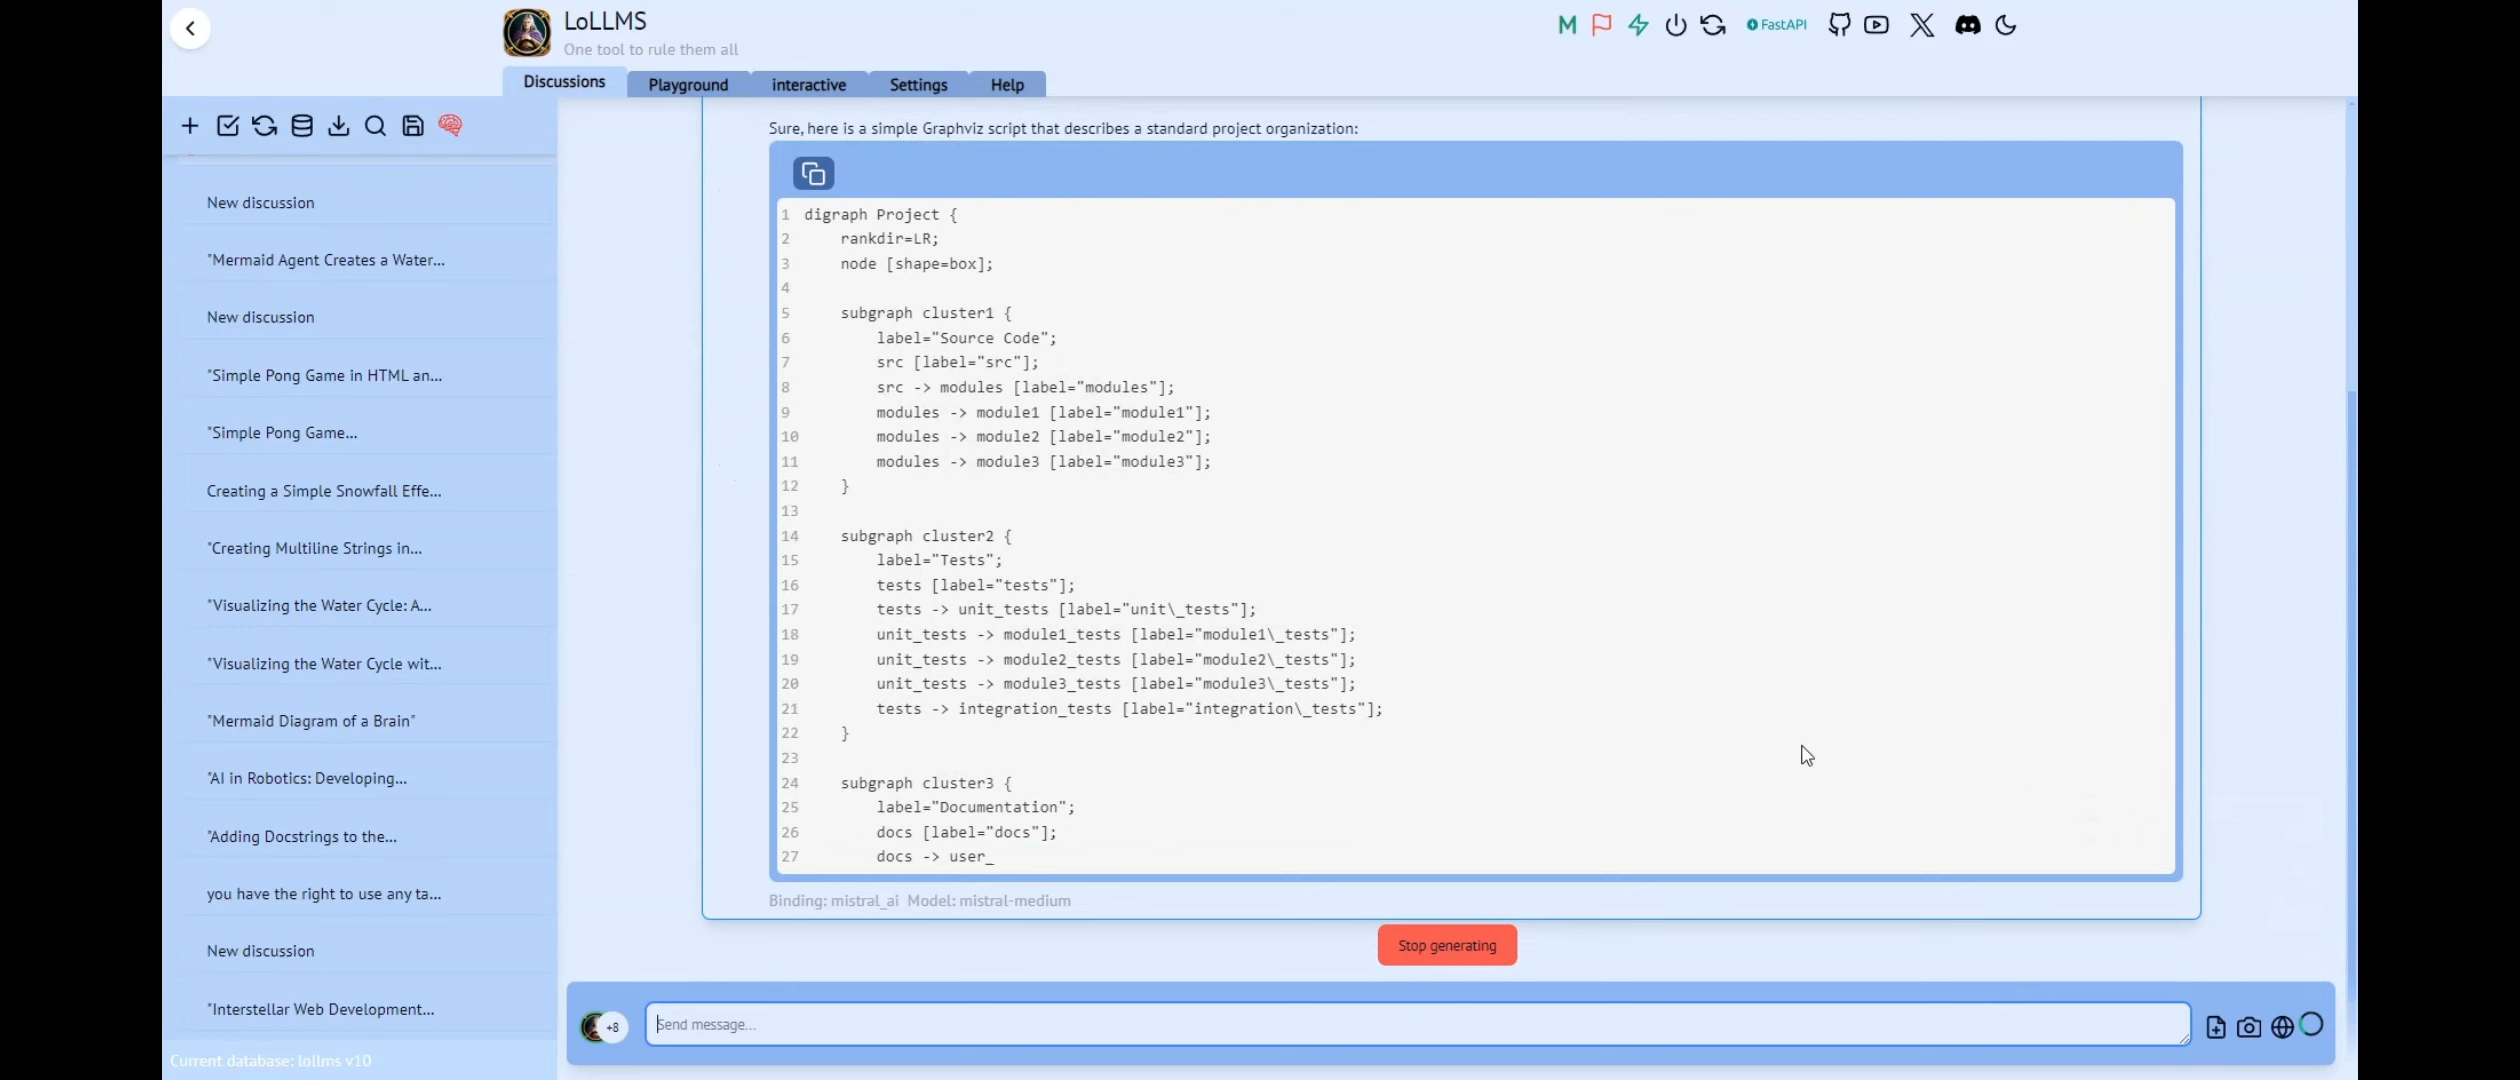 LoLLMS
One tool to rule them all
M
FastAPI
Discussions
Playground
interactive
Settings
Help
New discussion
"Mermaid Agent Creates a Water...
New discussion
"Simple Pong Game in HTML an...
"Simple Pong Game...
Creating a Simple Snowfall Effe...
"Creating Multiline Strings in...
"Visualizing the Water Cycle: A...
"Visualizing the Water Cycle wit...
"Mermaid Diagram of a Brain"
"AI in Robotics: Developing...
"Adding Docstrings to the...
you have the right to use any ta...
New discussion
"Interstellar Web Development...
Current database: lollms v10
Sure, here is a simple Graphviz script that describes a standard project organization:
1 digraph Project {
2     rankdir=LR;
3     node [shape=box];
4
5     subgraph cluster1 {
6         label="Source Code";
7         src [label="src"];
8         src -> modules [label="modules"];
9         modules -> module1 [label="module1"];
10         modules -> module2 [label="module2"];
11         modules -> module3 [label="module3"];
12     }
13
14     subgraph cluster2 {
15         label="Tests";
16         tests [label="tests"];
17         tests -> unit_tests [label="unit\_tests"];
18         unit_tests -> module1_tests [label="module1\_tests"];
19         unit_tests -> module2_tests [label="module2\_tests"];
20         unit_tests -> module3_tests [label="module3\_tests"];
21         tests -> integration_tests [label="integration\_tests"];
22     }
23
24     subgraph cluster3 {
25         label="Documentation";
26         docs [label="docs"];
27         docs -> user_
Binding: mistral_ai Model: mistral-medium
Stop generating
+8
Send message...